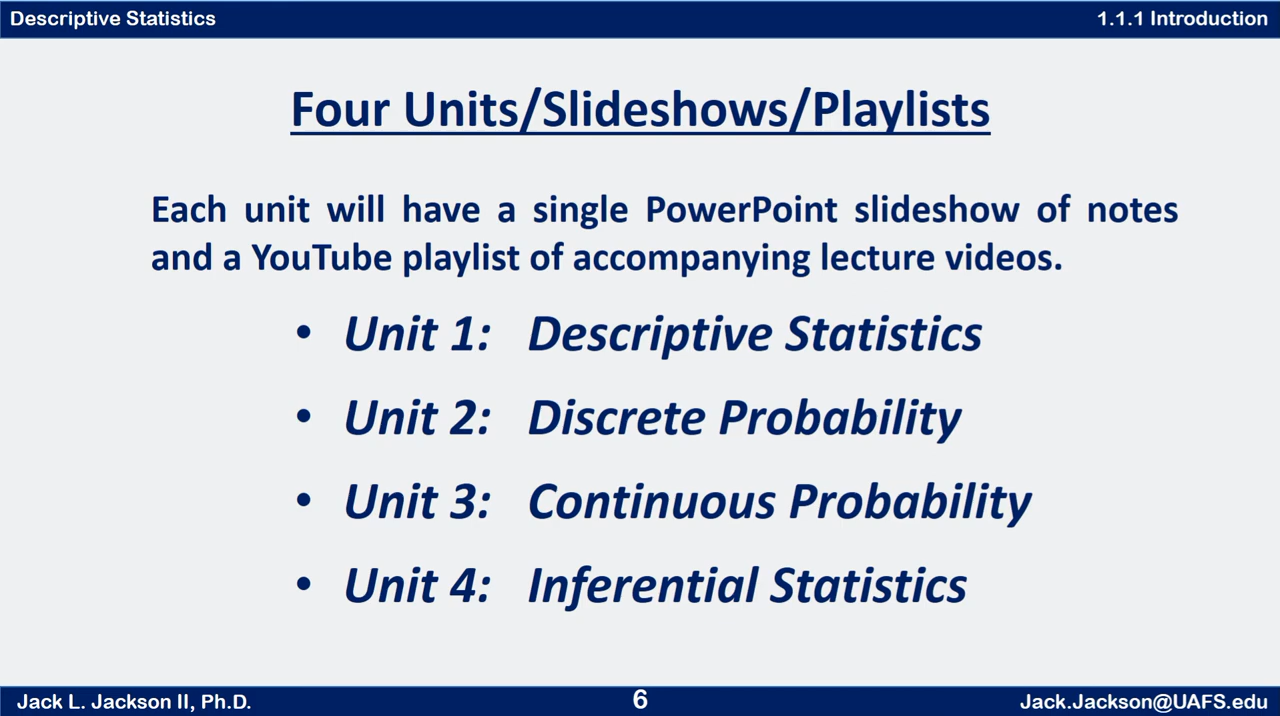 Descriptive Statistics
1.1.1 Introduction
Four Units/Slideshows/Playlists
Each unit will have a single PowerPoint slideshow of notes
and a YouTube playlist of accompanying lecture videos.
• Unit 1: Descriptive Statistics
• Unit 2: Discrete Probability
• Unit 3: Continuous Probability
• Unit 4: Inferential Statistics
Jack L. Jackson II, Ph.D.
6
Jack.Jackson@UAFS.edu